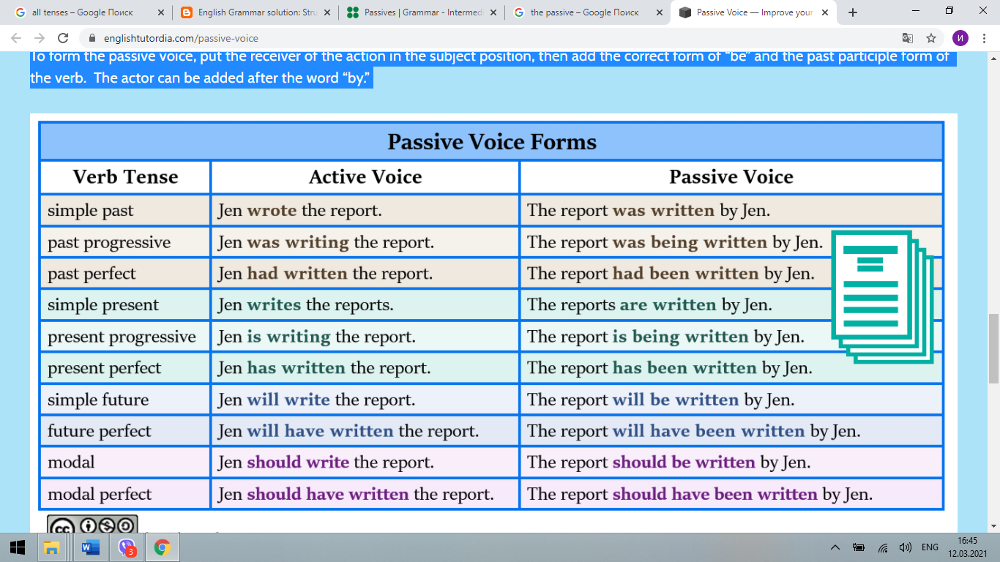 all tenses – Google Поиск
English Grammar solution: Stru
Passives | Grammar - Intermed
the passive – Google Поиск
Passive Voice — Improve your
englishtutordia.com/passive-voice
И
To form the passive voice, put the receiver of the action in the subject position, then add the correct form of “be” and the past participle form of
the verb. The actor can be added after the word “by.”
Passive Voice Forms
Verb Tense Active Voice Passive Voice
simple past Jen wrote the report. The report was written by Jen.
past progressive Jen was writing the report. The report was being written by Jen.
past perfect Jen had written the report. The report had been written by Jen.
simple present Jen writes the reports. The reports are written by Jen.
present progressive Jen is writing the report. The report is being written by Jen.
present perfect Jen has written the report. The report has been written by Jen.
simple future Jen will write the report. The report will be written by Jen.
future perfect Jen will have written the report. The report will have been written by Jen.
modal Jen should write the report. The report should be written by Jen.
modal perfect Jen should have written the report. The report should have been written by Jen.
cc
3
ENG
16:45
12.03.2021